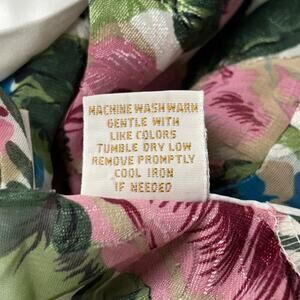 MACHINE WASH WARM
GENTLE WITH
LIKE COLORS
TUMBLE DRY LOW
REMOVE PROMPTLY
COOL IRON
IF NEEDED